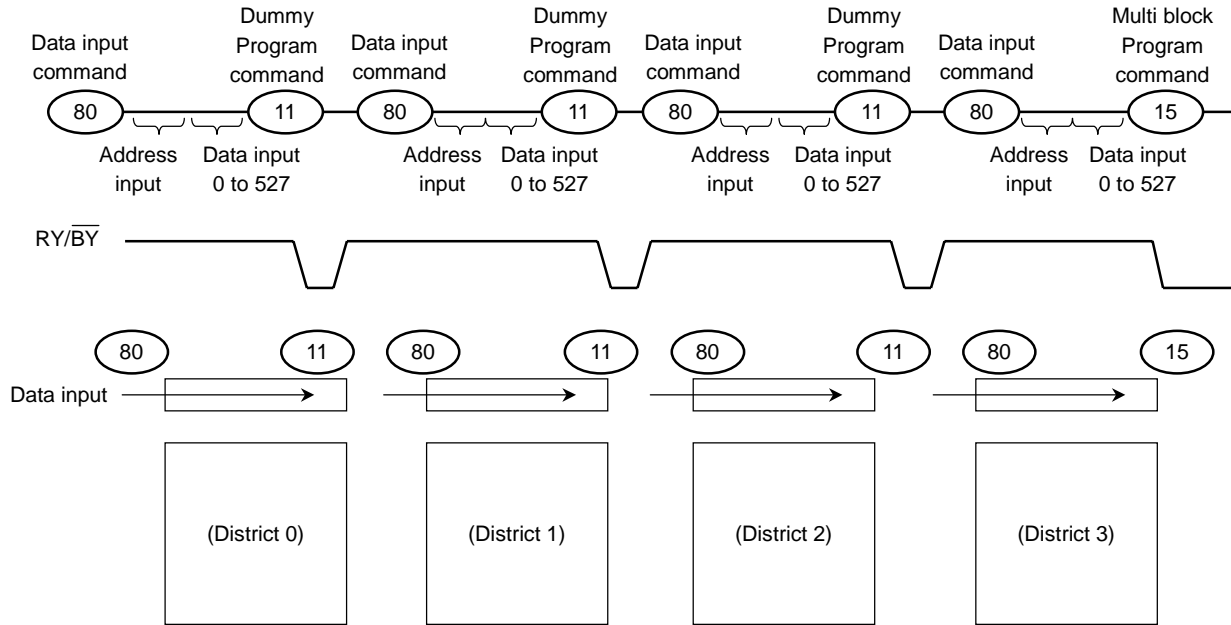 Data input
command
Dummy
Program
command
Data input
command
Dummy
Program
command
Data input
command
Dummy
Program
command
Data input
command
Multi block
Program
command
80 11 80 11 80 11 80 15
Address
input
Data input
0 to 527
Address
input
Data input
0 to 527
Address
input
Data input
0 to 527
Address
input
Data input
0 to 527
RY/B̅Y̅
80 11 80 11 80 11 80 15
Data input
(District 0) (District 1) (District 2) (District 3)